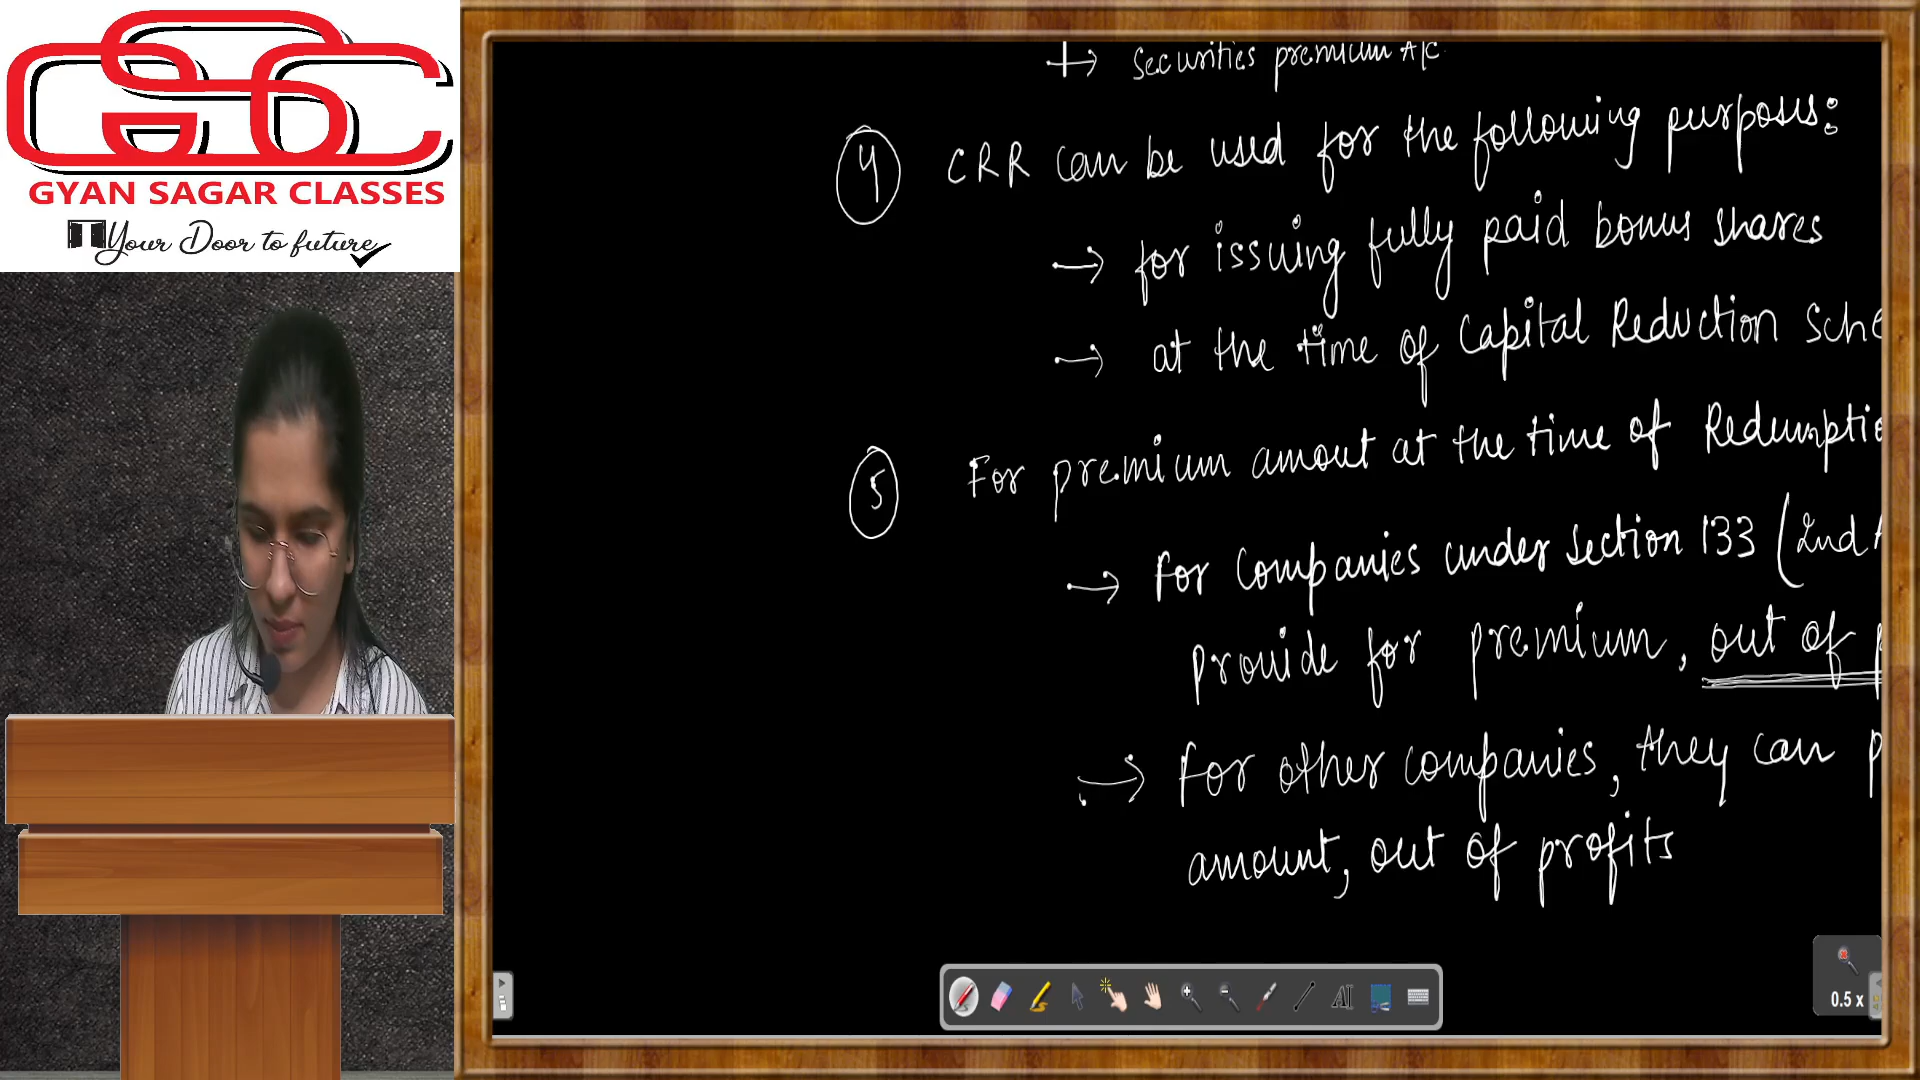 GSC
GYAN SAGAR CLASSES
Your Door to future
→ Securities premium A/c
4 CRR can be used for the following purposes:
→ for issuing fully paid bonus shares
→ at the time of Capital Reduction Sche
5 For premium amout at the time of Redemptio
→ For Companies under section 133 (2nd A
provide for premium, out of p
→ For other companies, they can p
amount, out of profits
0.5 x